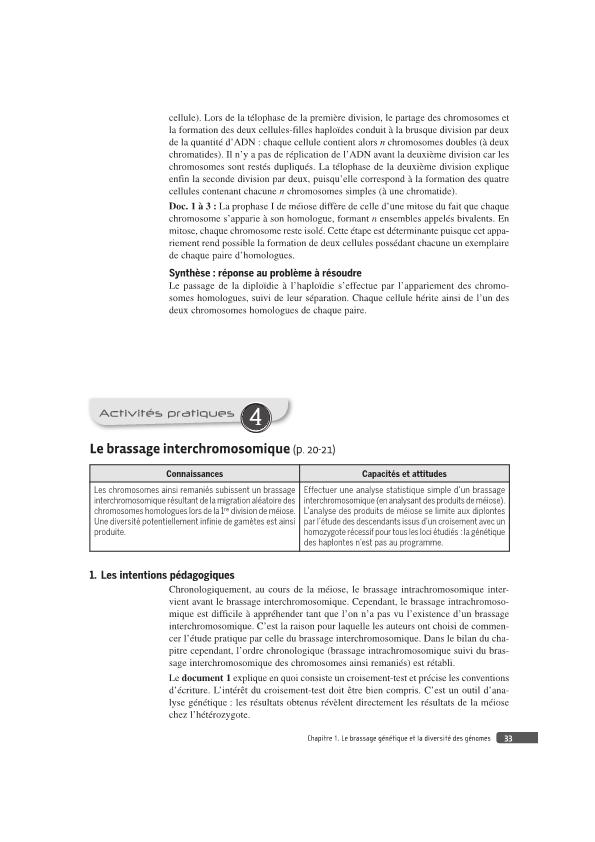 cellule). Lors de la télophase de la première division, le partage des chromosomes et
la formation des deux cellules-filles haploïdes conduit à la brusque division par deux
de la quantité d'ADN : chaque cellule contient alors n chromosomes doubles (à deux
chromatides). Il n'y a pas de réplication de l'ADN avant la deuxième division car les
chromosomes sont restés dupliqués. La télophase de la deuxième division explique
enfin la seconde division par deux, puisqu'elle correspond à la formation des quatre
cellules contenant chacune n chromosomes simples (à une chromatide).
Doc. 1 à 3 : La prophase I de méiose diffère de celle d'une mitose du fait que chaque
chromosome s'apparie à son homologue, formant n ensembles appelés bivalents. En
mitose, chaque chromosome reste isolé. Cette étape est déterminante puisque cet appa-
riement rend possible la formation de deux cellules possédant chacune un exemplaire
de chaque paire d'homologues.
Synthèse : réponse au problème à résoudre
Le passage de la diploïdie à l'haploïdie s'effectue par l'appariement des chromo-
somes homologues, suivi de leur séparation. Chaque cellule hérite ainsi de l'un des
deux chromosomes homologues de chaque paire.
Activités pratiques 4
Le brassage interchromosomique (p. 20-21)
Connaissances
Capacités et attitudes
Les chromosomes ainsi remaniés subissent un brassage
interchromosomique résultant de la migration aléatoire des
chromosomes homologues lors de la 1re division de méiose.
Une diversité potentiellement infinie de gamètes est ainsi
produite.
Effectuer une analyse statistique simple d'un brassage
interchromosomique (en analysant des produits de méiose).
L'analyse des produits de méiose se limite aux diplontes
par l'étude des descendants issus d'un croisement avec un
homozygote récessif pour tous les loci étudiés : la génétique
des haplontes n'est pas au programme.
1. Les intentions pédagogiques
Chronologiquement, au cours de la méiose, le brassage intrachromosomique inter-
vient avant le brassage interchromosomique. Cependant, le brassage intrachromoso-
mique est difficile à appréhender tant que l'on n'a pas vu l'existence d'un brassage
interchromosomique. C'est la raison pour laquelle les auteurs ont choisi de commen-
cer l'étude pratique par celle du brassage interchromosomique. Dans le bilan du cha-
pitre cependant, l'ordre chronologique (brassage intrachromosomique suivi du bras-
sage interchromosomique des chromosomes ainsi remaniés) est rétabli.
Le document 1 explique en quoi consiste un croisement-test et précise les conventions
d'écriture. L'intérêt du croisement-test doit être bien compris. C'est un outil d'ana-
lyse génétique : les résultats obtenus révèlent directement les résultats de la méiose
chez l'hétérozygote.
Chapitre 1. Le brassage génétique et la diversité des génomes 33